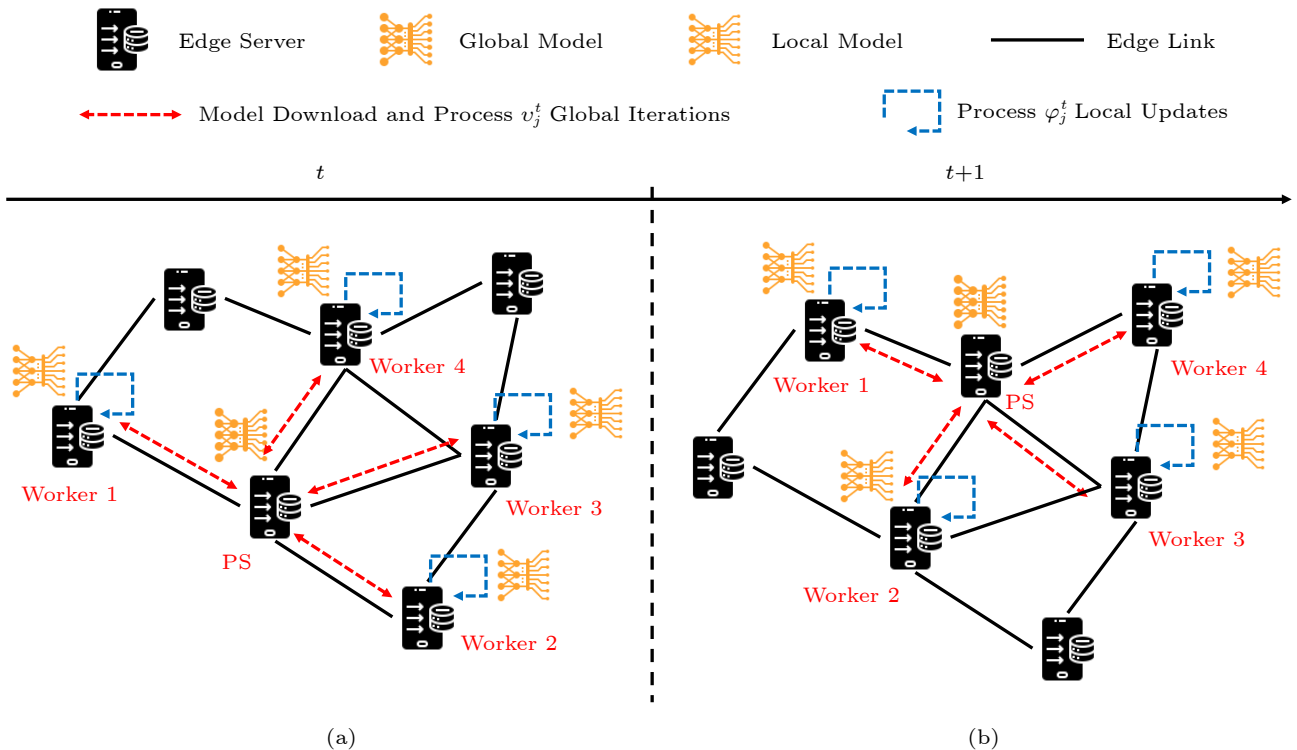 Edge Server Global Model Local Model Edge Link
Model Download and Process $v_j^t$ Global Iterations Process $\varphi_j^t$ Local Updates
t t+1
Worker 4
Worker 1
Worker 3
PS
Worker 2
(a)
Worker 1
Worker 4
PS
Worker 3
Worker 2
(b)